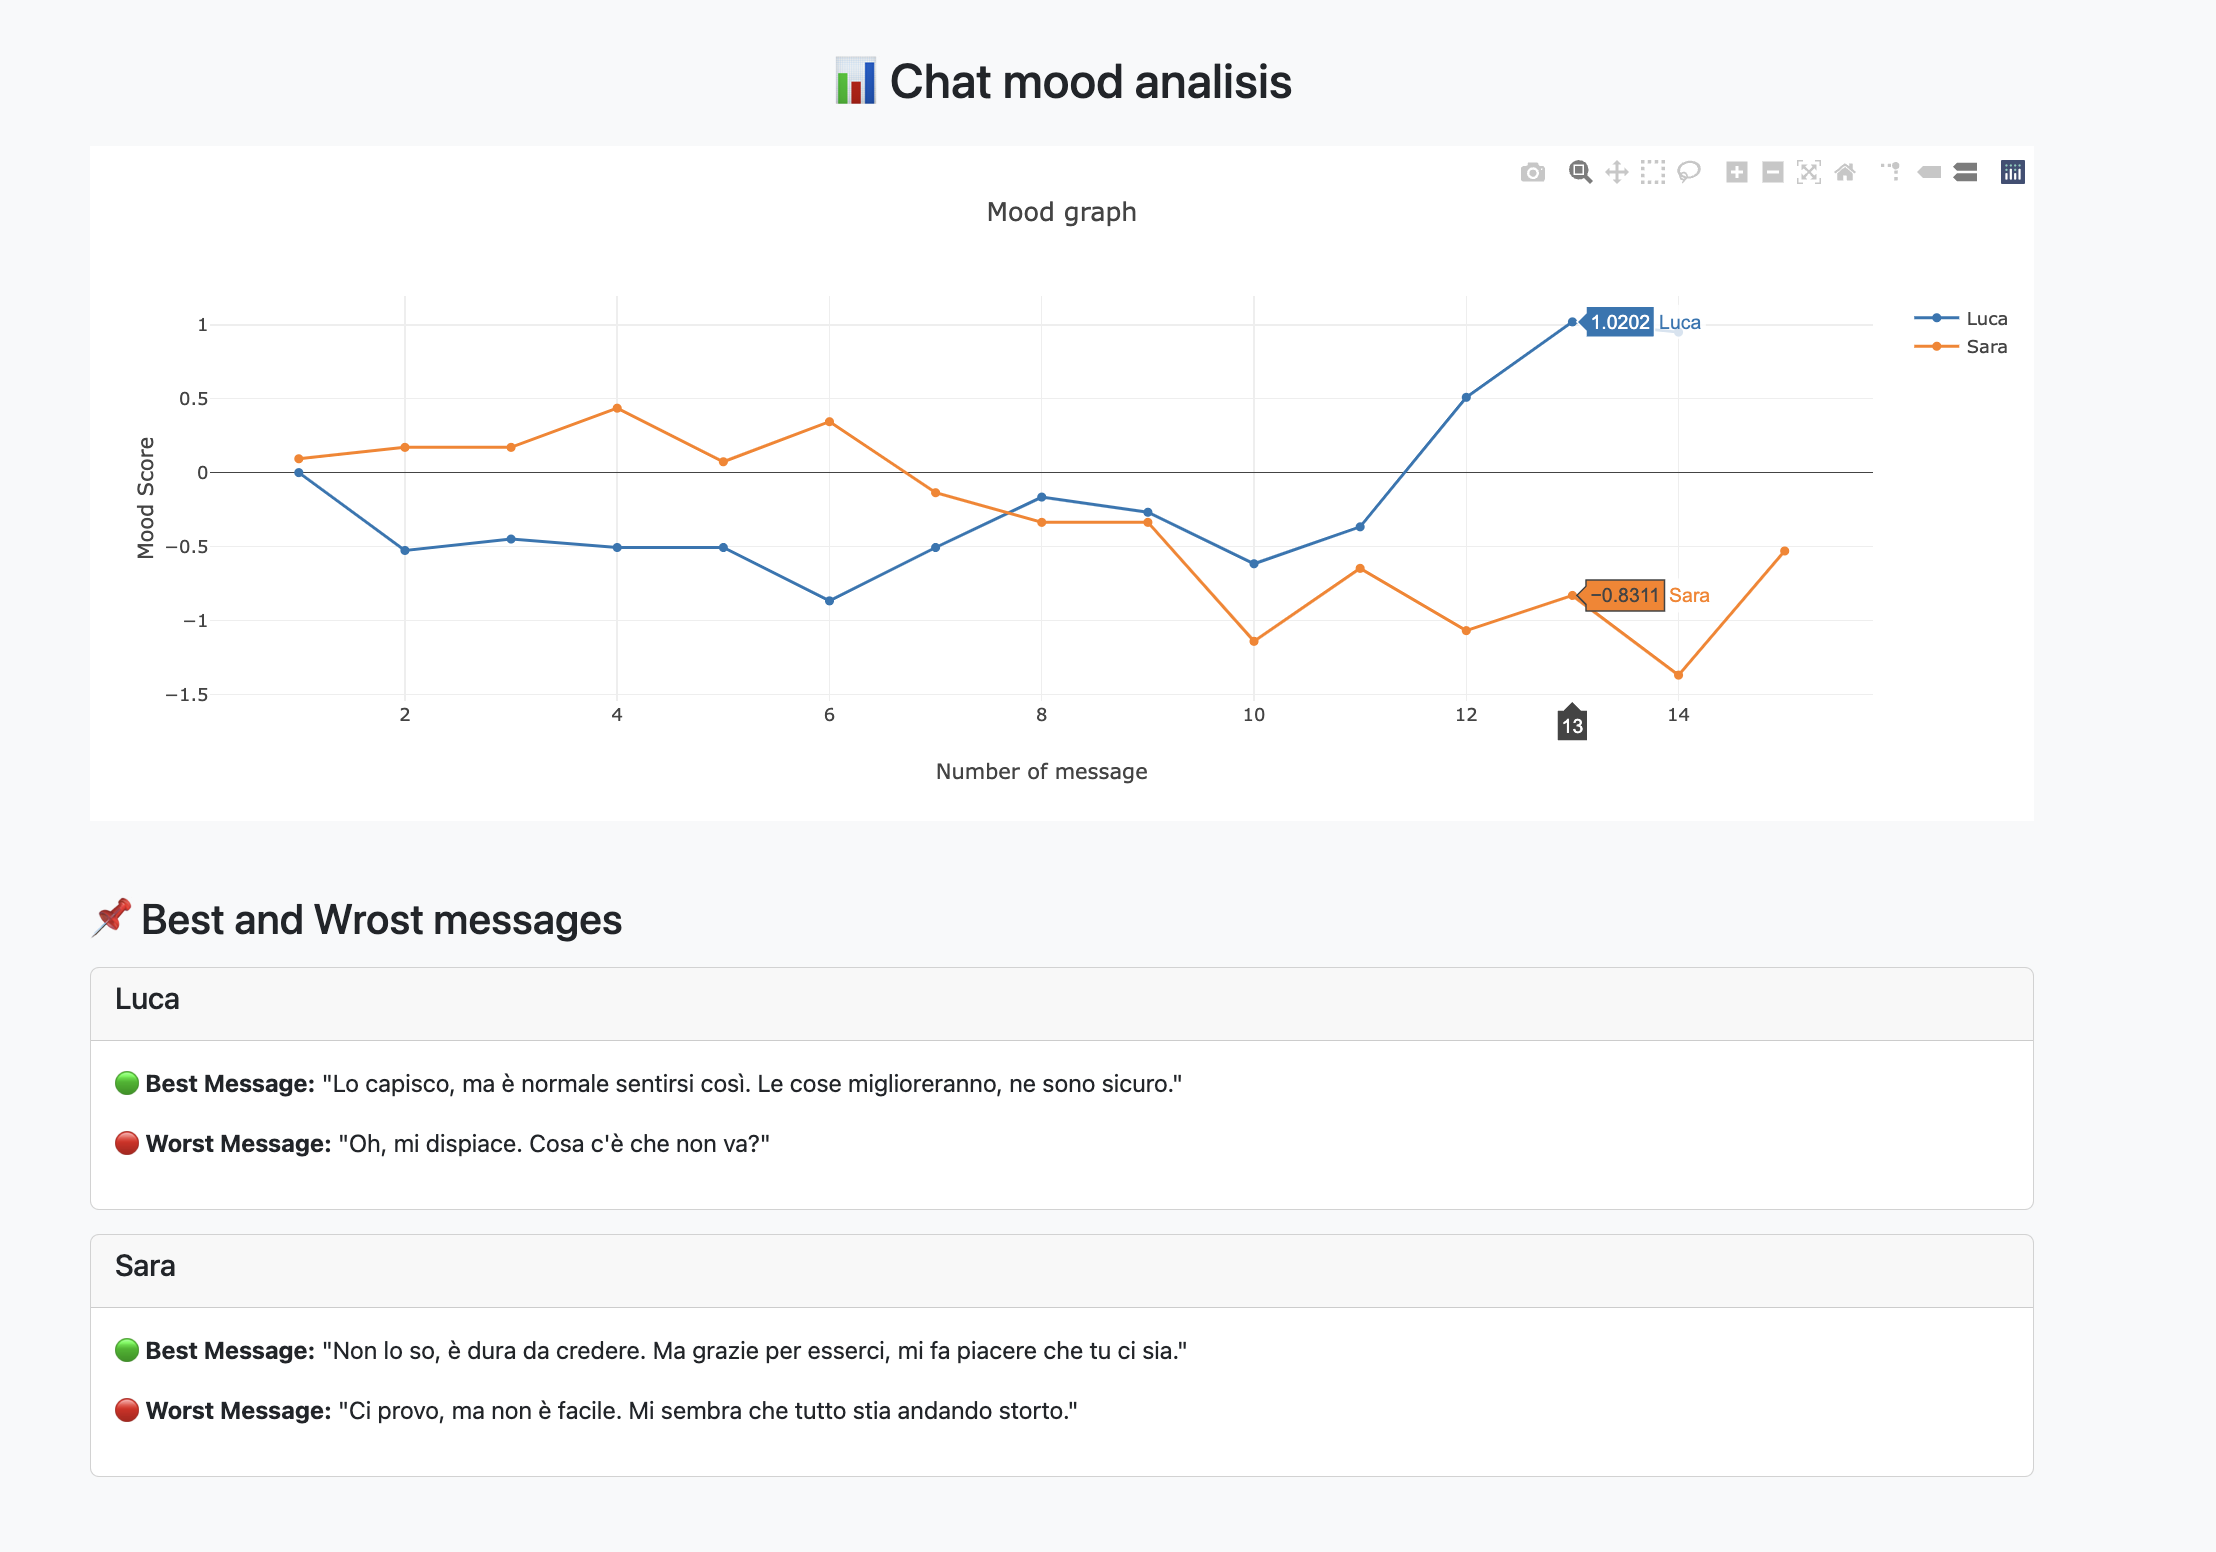 📊 Chat mood analisis
Mood graph
1
0.5
0
−0.5
−1
−1.5
Mood Score
1.0202 Luca
−0.8311 Sara
Luca
Sara
2 4 6 8 10 12 13 14
Number of message
📌 Best and Wrost messages
Luca
🟢 Best Message: "Lo capisco, ma è normale sentirsi così. Le cose miglioreranno, ne sono sicuro."
🔴 Worst Message: "Oh, mi dispiace. Cosa c'è che non va?"
Sara
🟢 Best Message: "Non lo so, è dura da credere. Ma grazie per esserci, mi fa piacere che tu ci sia."
🔴 Worst Message: "Ci provo, ma non è facile. Mi sembra che tutto stia andando storto."